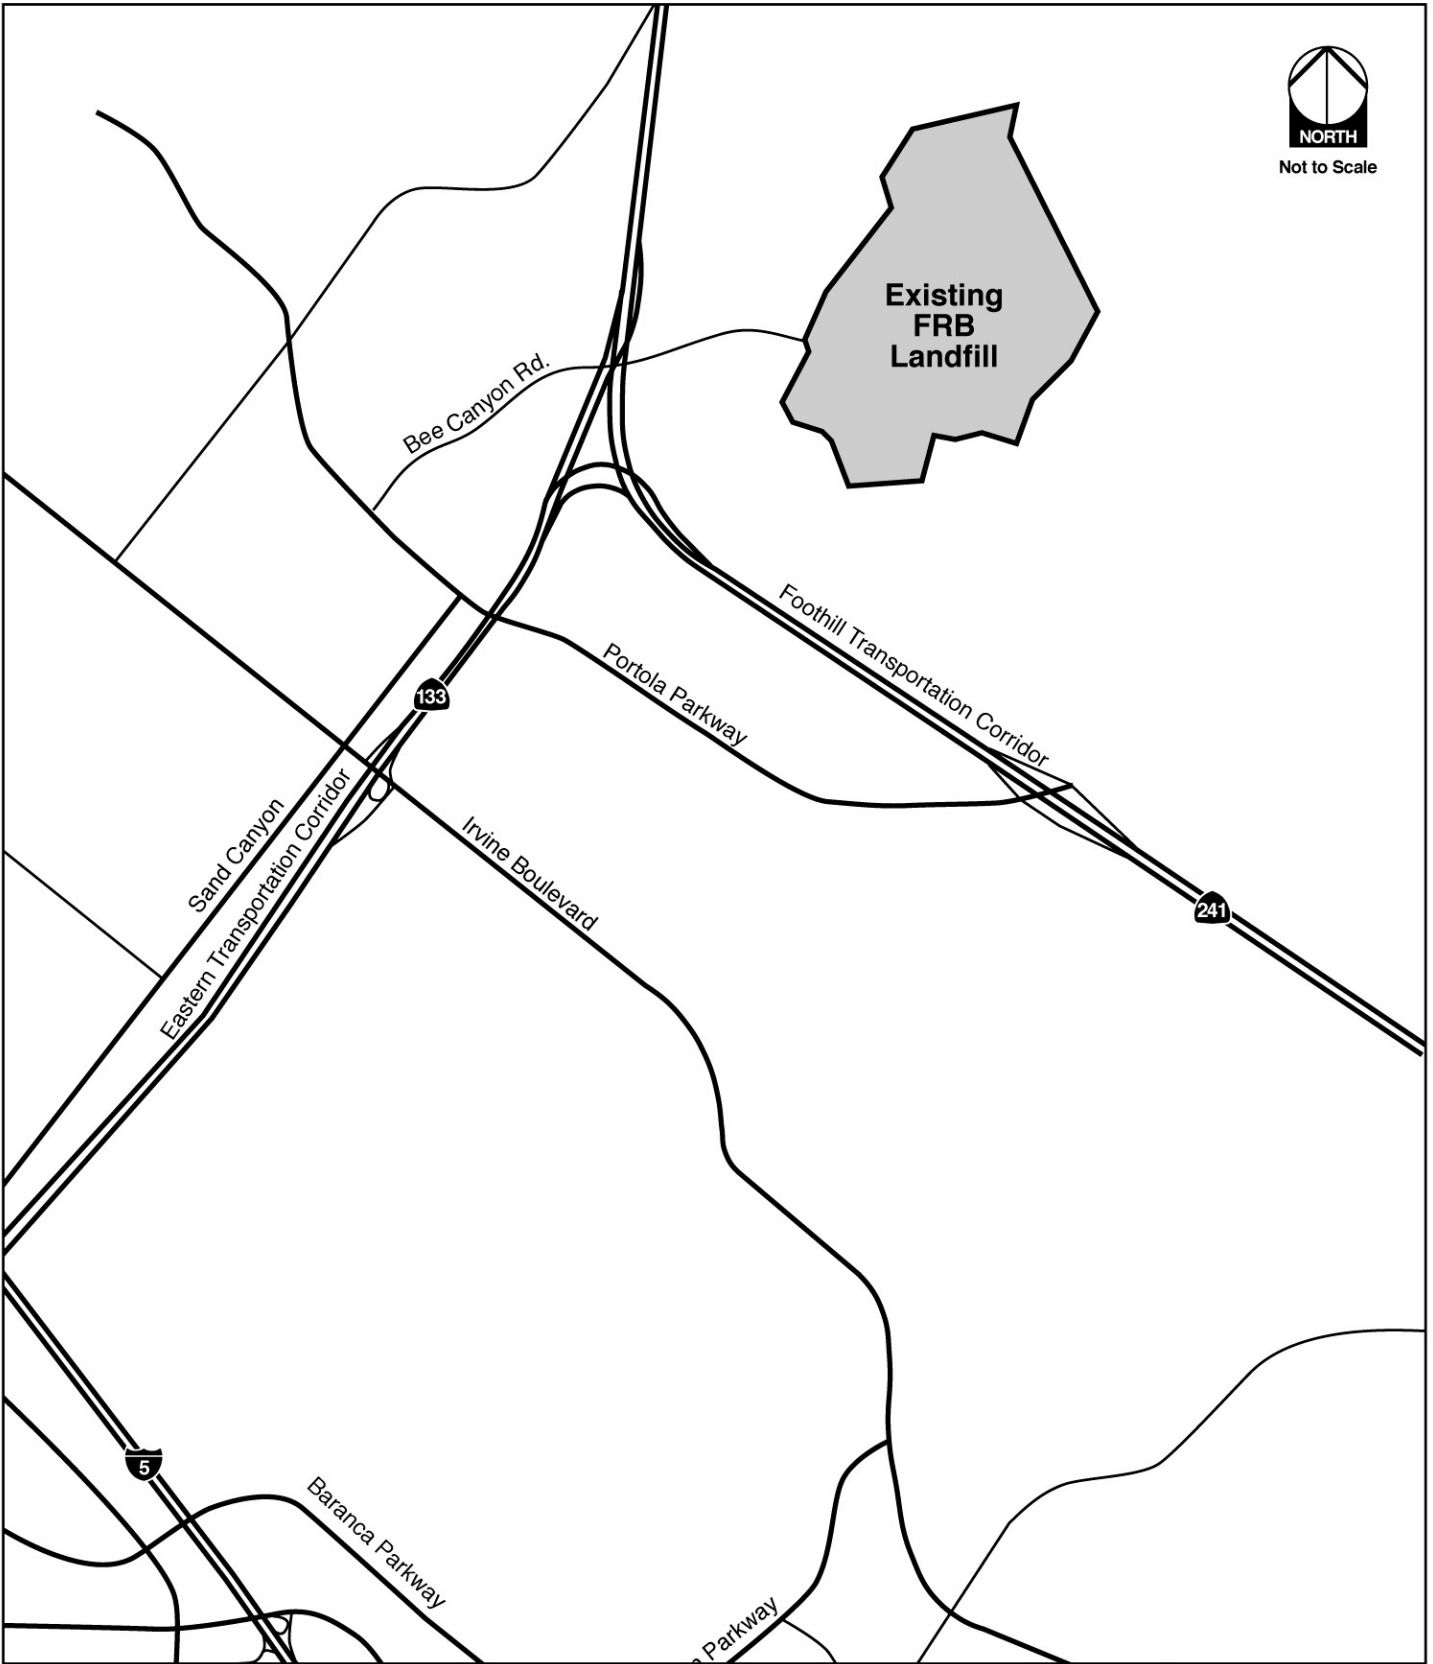 NORTH
Not to Scale
Existing
FRB
Landfill
Bee Canyon Rd.
Foothill Transportation Corridor
Portola Parkway
133
Sand Canyon
Eastern Transportation Corridor
Irvine Boulevard
241
5
Baranca Parkway
Parkway